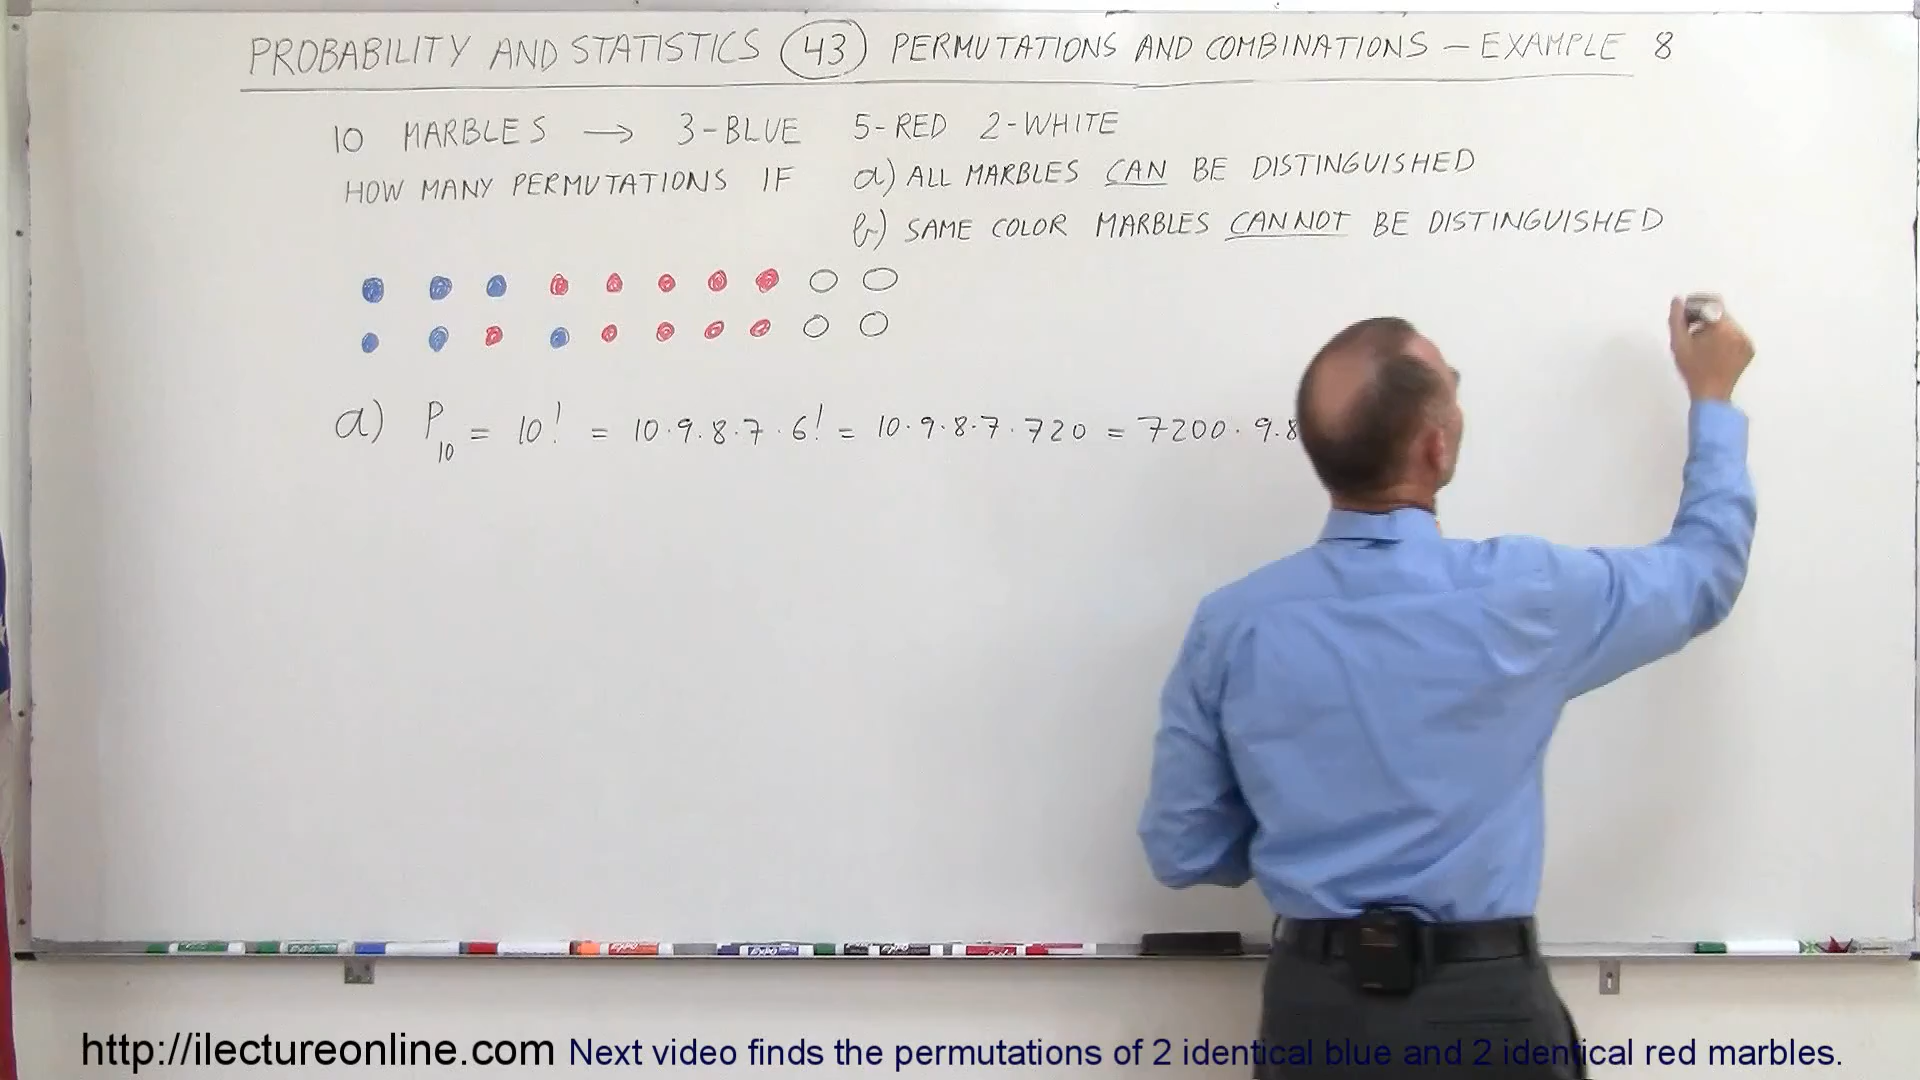 PROBABILITY AND STATISTICS 43 PERMUTATIONS AND COMBINATIONS - EXAMPLE 8
10 MARBLES → 3-BLUE 5-RED 2-WHITE
HOW MANY PERMUTATIONS IF a) ALL MARBLES CAN BE DISTINGUISHED
b) SAME COLOR MARBLES CANNOT BE DISTINGUISHED
a) P10 = 10! = 10·9·8·7·6! = 10·9·8·7·720 = 7200·9·8
http://ilectureonline.com Next video finds the permutations of 2 identical blue and 2 identical red marbles.